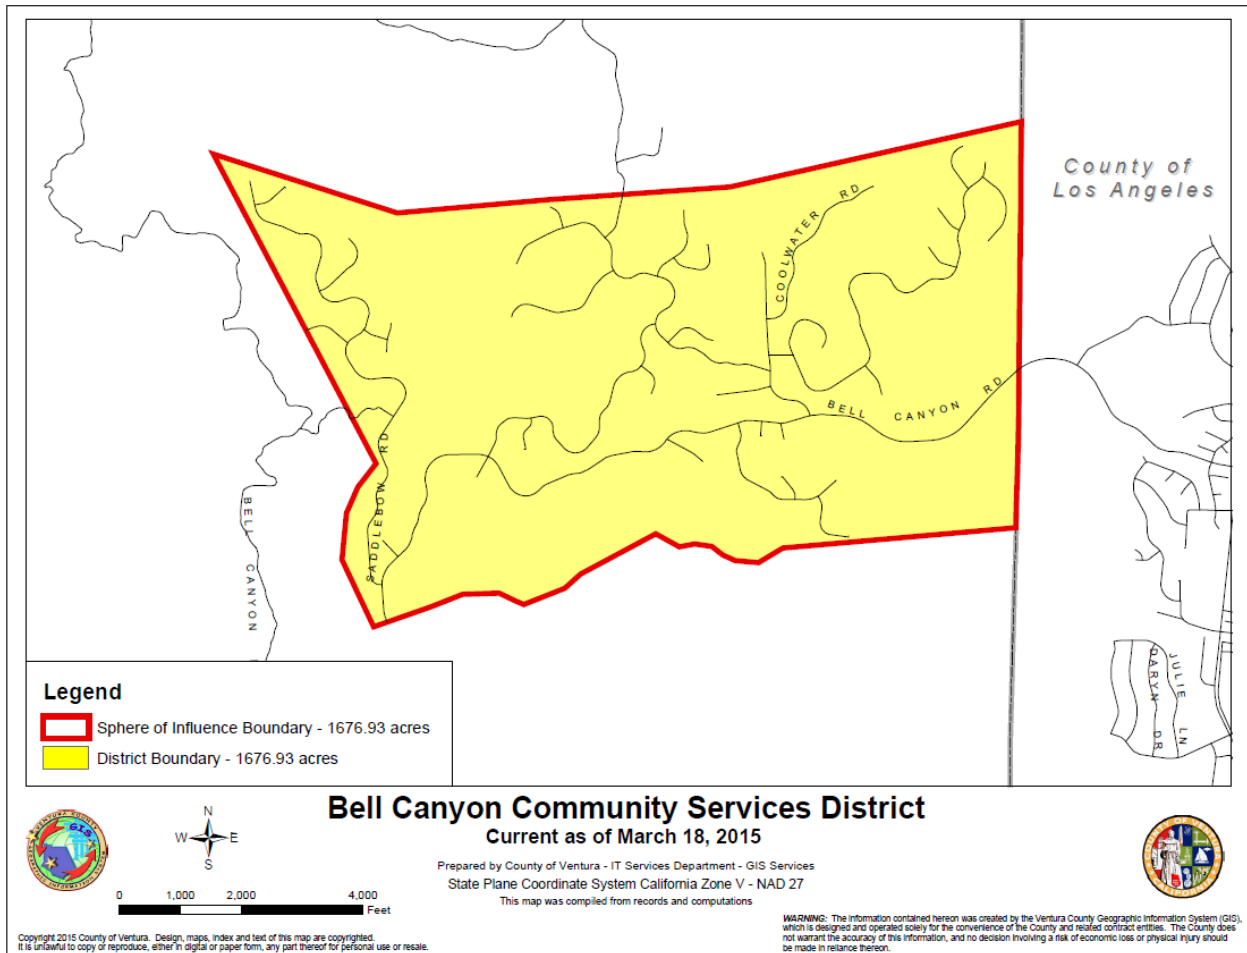 County of
Los Angeles
COOLWATER RD
BELL CANYON RD
SADDLEBOW RD
BELL CANYON
JULIE LN
DARYN DR
Legend
Sphere of Influence Boundary - 1676.93 acres
District Boundary - 1676.93 acres
Bell Canyon Community Services District
Current as of March 18, 2015
Prepared by County of Ventura - IT Services Department - GIS Services
State Plane Coordinate System California Zone V - NAD 27
This map was compiled from records and computations
VENTURA COUNTY
GIS
N
W E
S
0 1,000 2,000 4,000
Feet
Copyright 2015 County of Ventura. Design, maps, index and text of this map are copyrighted.
It is unlawful to copy or reproduce, either in digital or paper form, any part thereof for personal use or resale.
WARNING: The information contained hereon was created by the Ventura County Geographic Information System (GIS),
which is designed and operated solely for the convenience of the County and related contract entities. The County does
not warrant the accuracy of this information, and no decision involving a risk of economic loss or physical injury should
be made in reliance thereon.